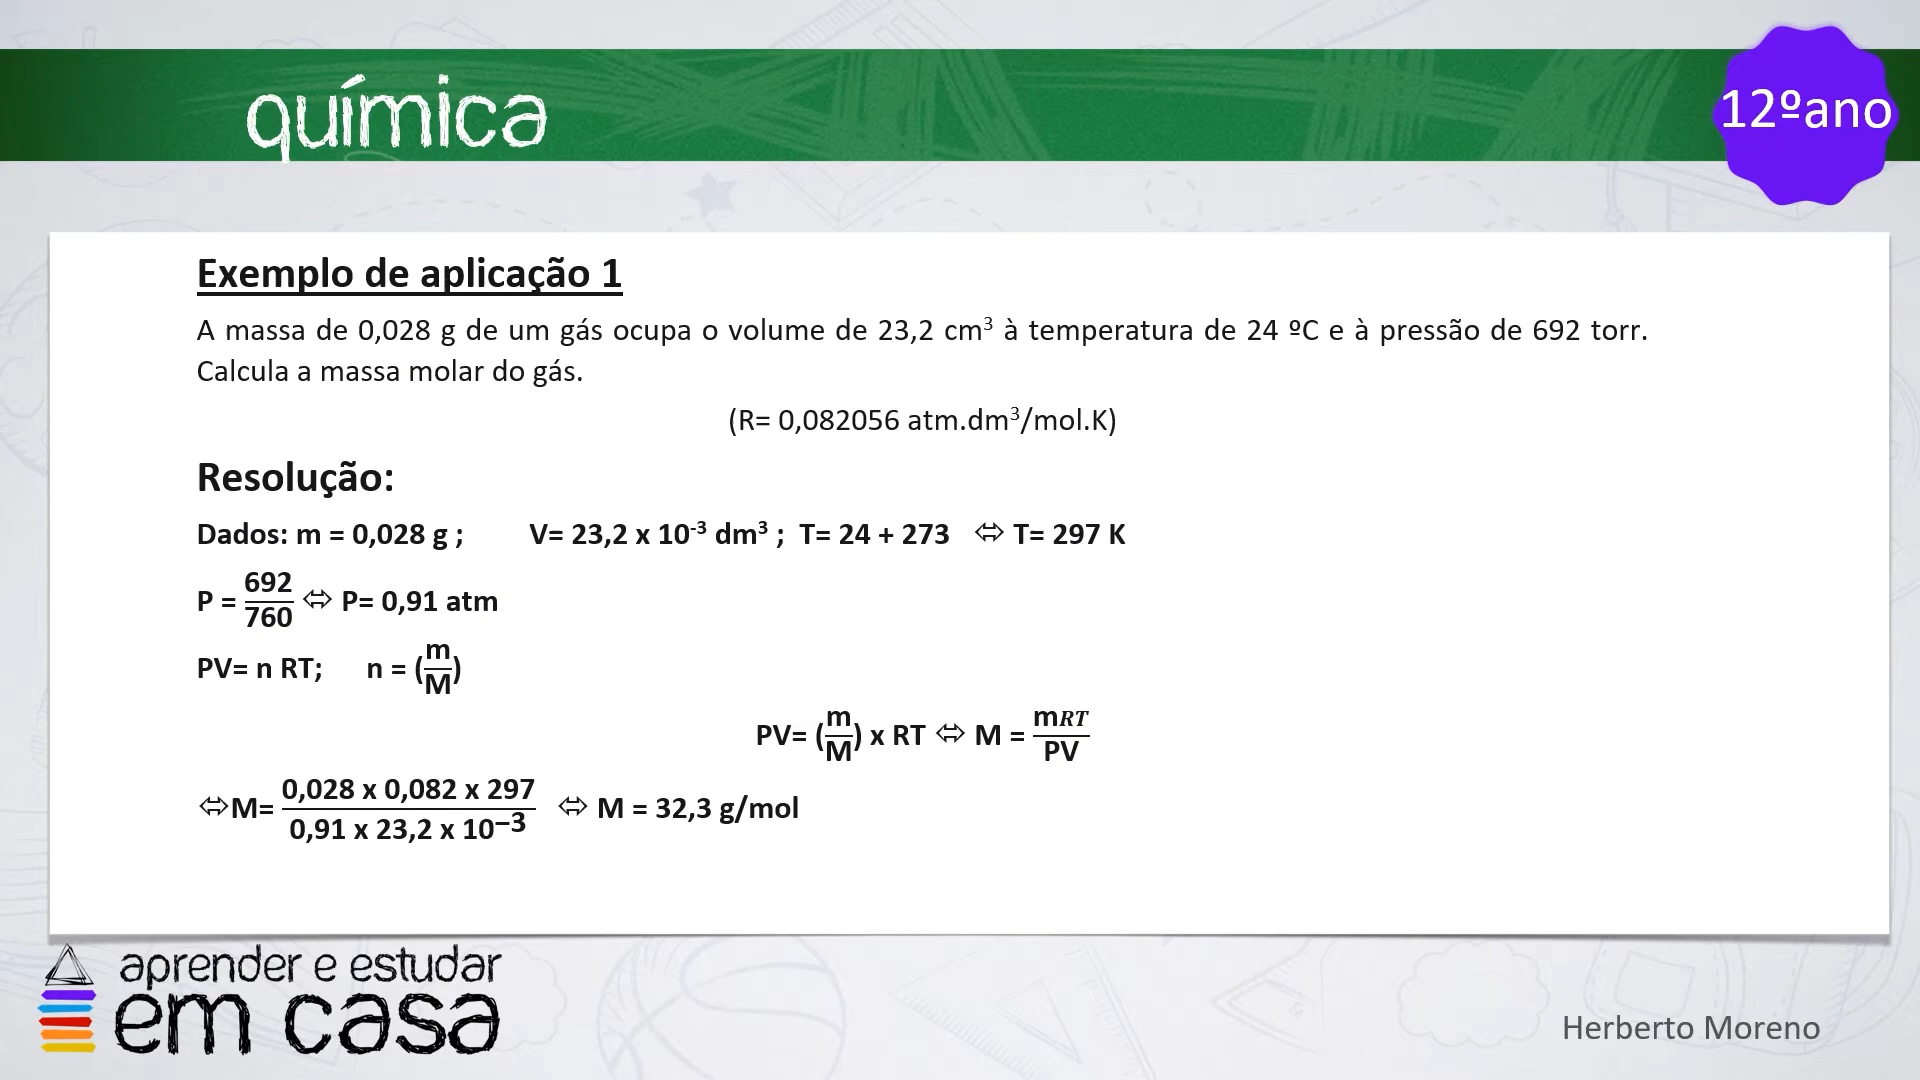 química
12ºano
Exemplo de aplicação 1
A massa de 0,028 g de um gás ocupa o volume de 23,2 cm³ à temperatura de 24 ºC e à pressão de 692 torr.
Calcula a massa molar do gás.
(R= 0,082056 atm.dm³/mol.K)
Resolução:
Dados: m = 0,028 g ; V= 23,2 x 10⁻³ dm³ ; T= 24 + 273 ⇔ T= 297 K
P = 692/760 ⇔ P= 0,91 atm
PV= n RT; n = (m/M)
PV= (m/M) x RT ⇔ M = mRT/PV
⇔M= 0,028 x 0,082 x 297/0,91 x 23,2 x 10⁻³ ⇔ M = 32,3 g/mol
aprender e estudar
em casa
Herberto Moreno